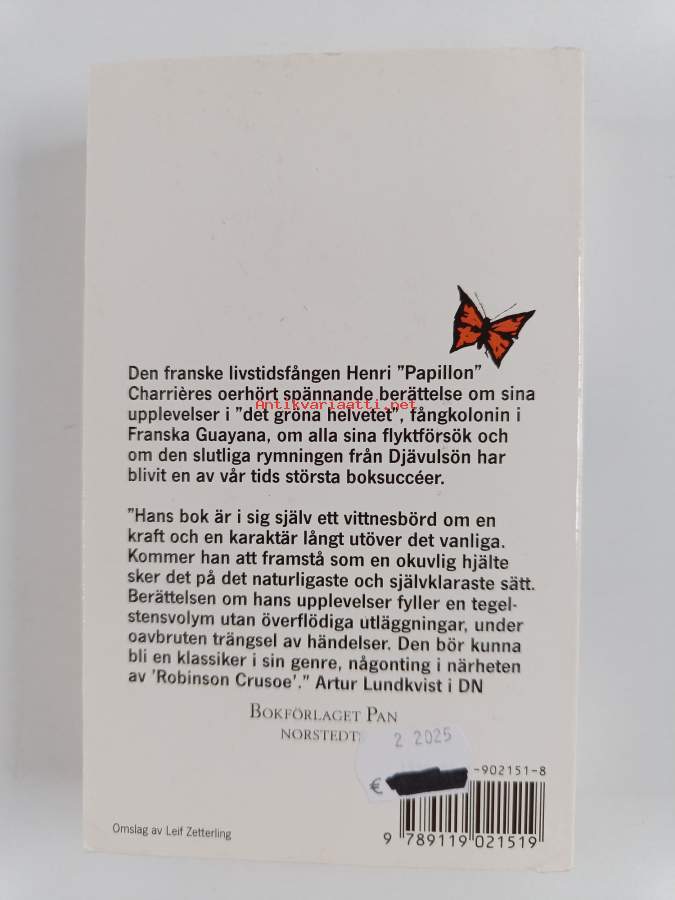 Den franske livstidsfången Henri "Papillon"
Charrières oerhört spännande berättelse om sina
Antikvariaatti.net
upplevelser i "det gröna helvetet", fångkolonin i
Franska Guayana, om alla sina flyktförsök och
om den slutliga rymningen från Djävulsön har
blivit en av vår tids största boksuccéer.
"Hans bok är i sig själv ett vittnesbörd om en
kraft och en karaktär långt utöver det vanliga.
Kommer han att framstå som en okuvlig hjälte
sker det på det naturligaste och självklaraste sätt.
Berättelsen om hans upplevelser fyller en tegel-
stensvolym utan överflödiga utläggningar, under
oavbruten trängsel av händelser. Den bör kunna
bli en klassiker i sin genre, någonting i närheten
av 'Robinson Crusoe'." Artur Lundkvist i DN
BOKFÖRLAGET PAN
NORSTEDT
2 2025
€
-902151-8
9 789119 021519
Omslag av Leif Zetterling